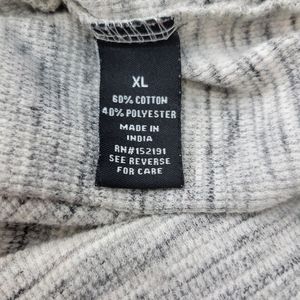 XL
60% COTTON
40% POLYESTER
MADE IN
INDIA
RN#152191
SEE REVERSE
FOR CARE